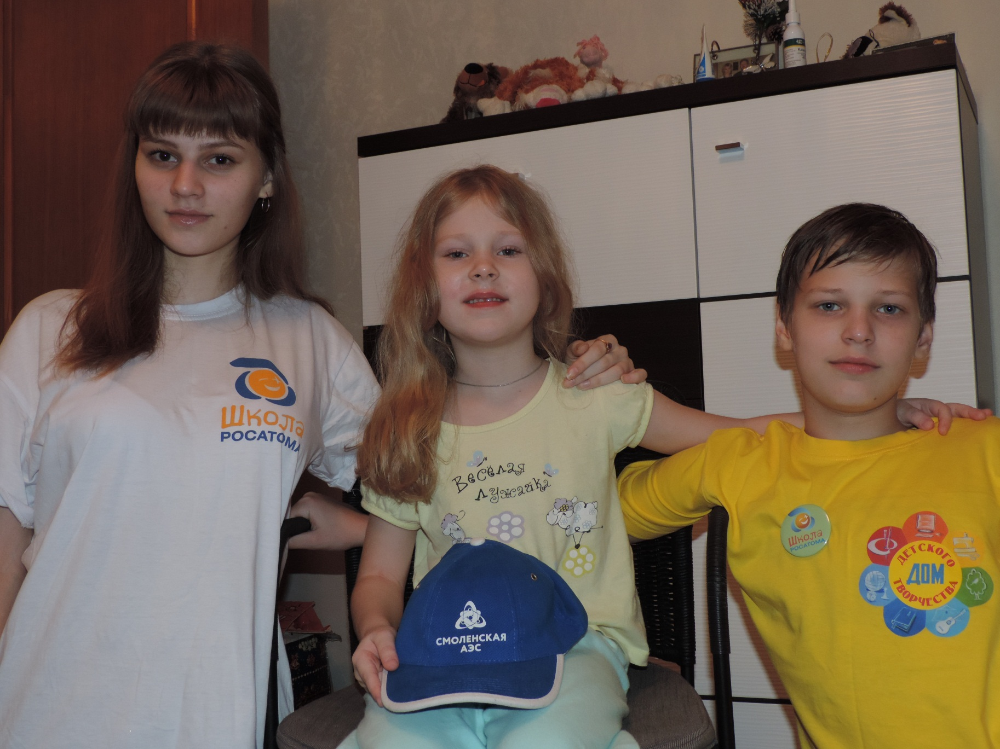 Школа
РОСАТОМА
Весёлая
лужайка
СМОЛЕНСКАЯ
АЭС
Школа
РОСАТОМА
ДЕТСКОГО
ДОМ
ТВОРЧЕСТВА